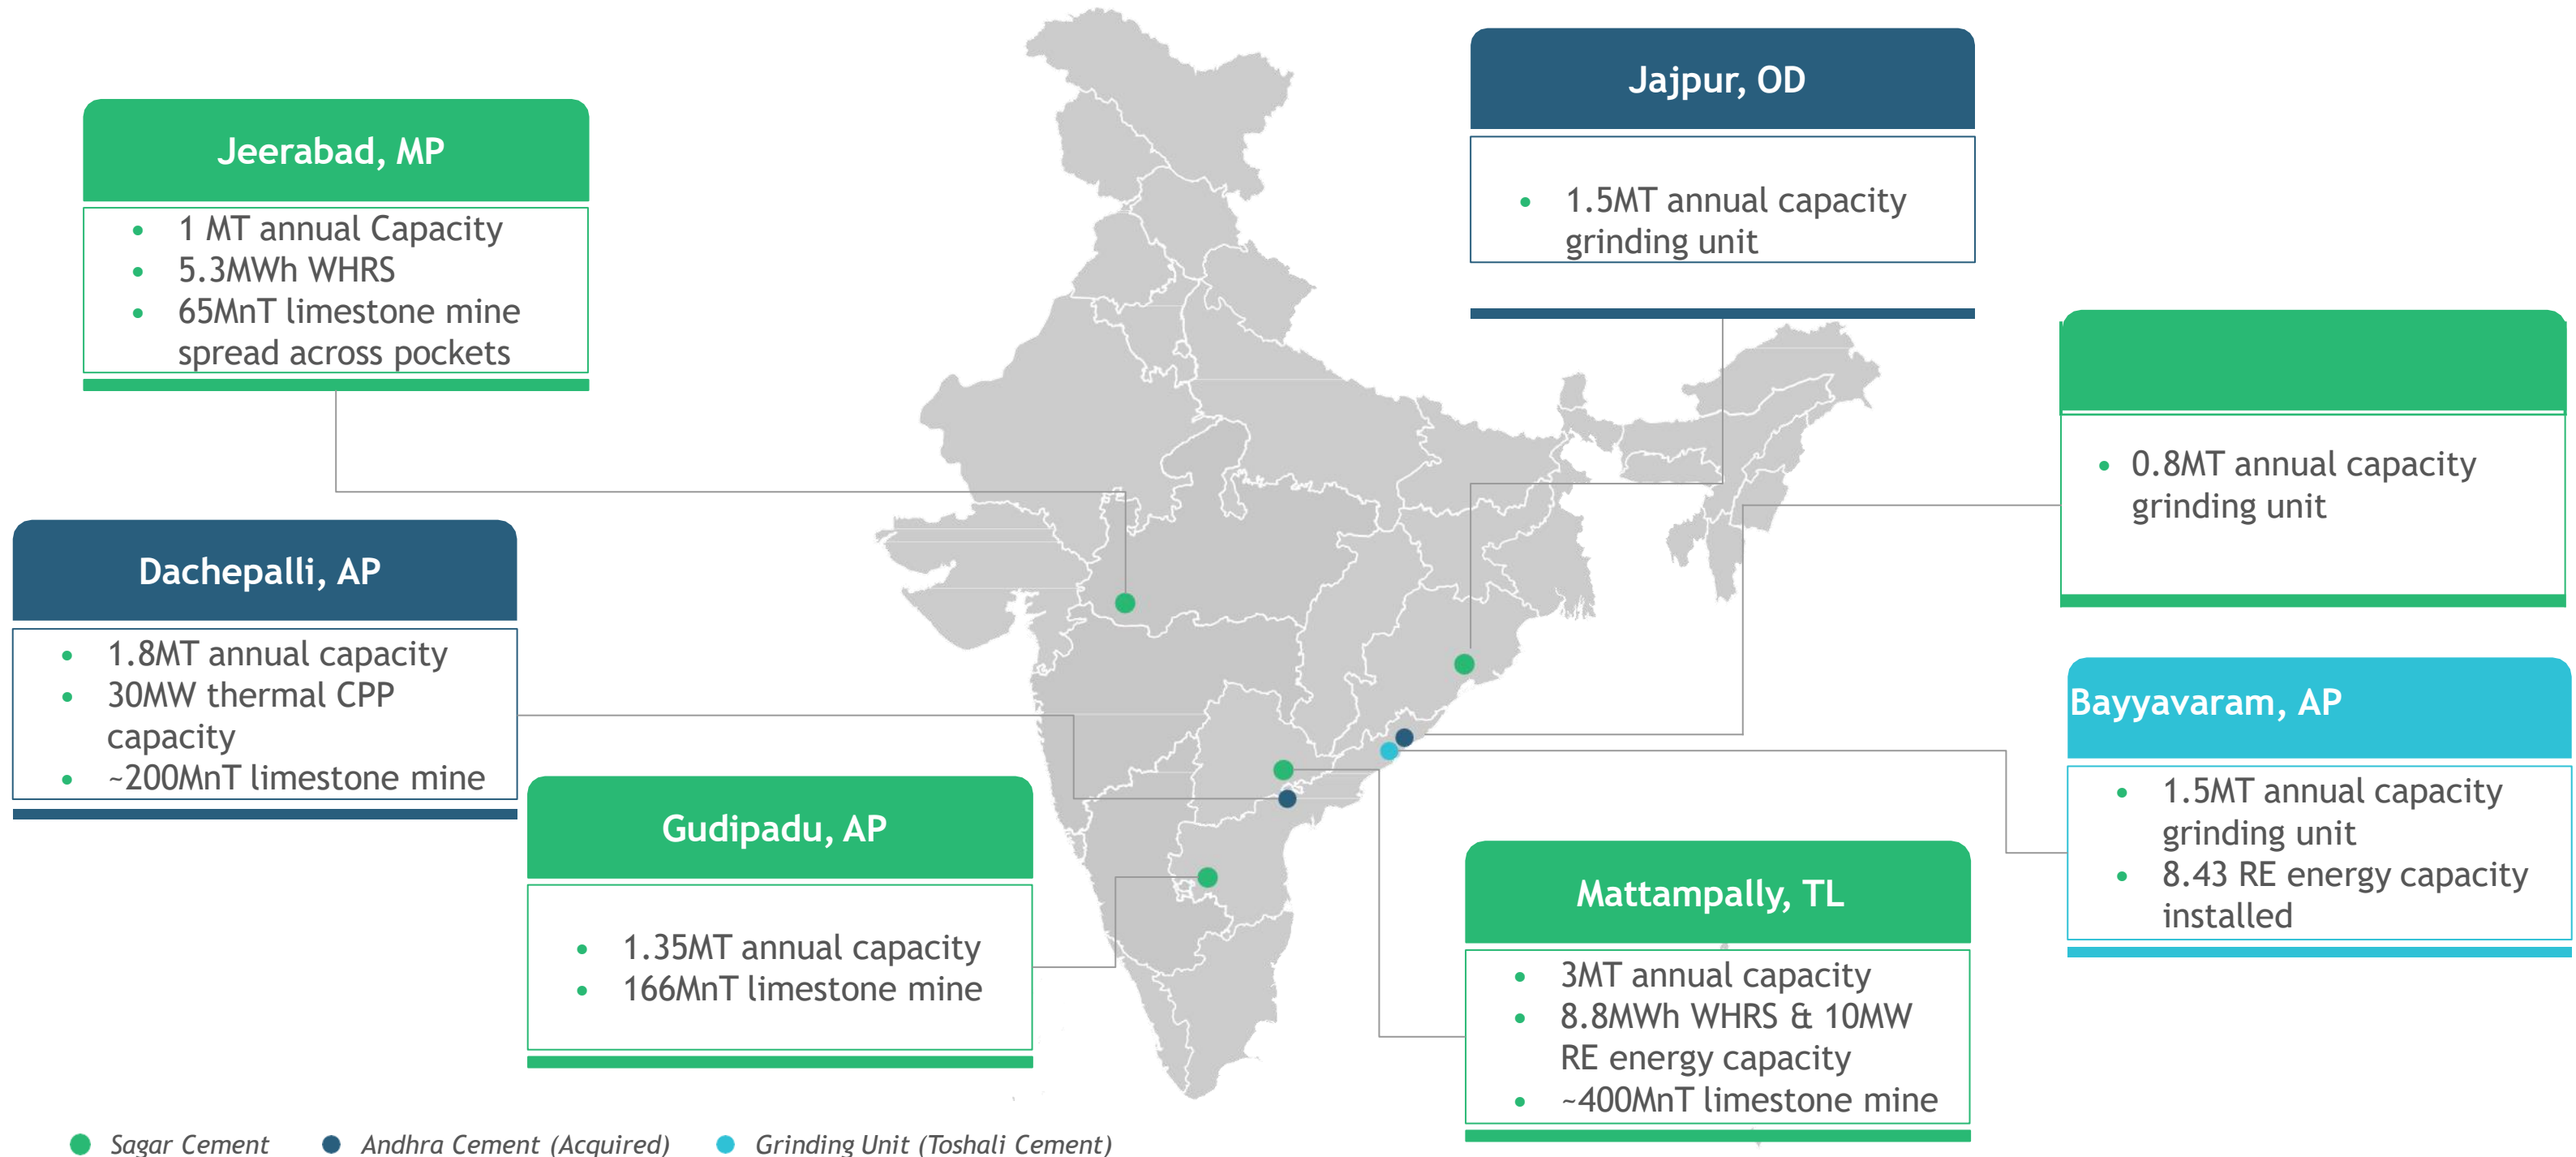 Jajpur, OD
• 1.5MT annual capacity
grinding unit
Jeerabad, MP
• 1 MT annual Capacity
• 5.3MWh WHRS
• 65MnT limestone mine
spread across pockets
• 0.8MT annual capacity
grinding unit
Dachepalli, AP
• 1.8MT annual capacity
• 30MW thermal CPP
capacity
• ~200MnT limestone mine
Bayyavaram, AP
• 1.5MT annual capacity
grinding unit
• 8.43 RE energy capacity
installed
Gudipadu, AP
• 1.35MT annual capacity
• 166MnT limestone mine
Mattampally, TL
• 3MT annual capacity
• 8.8MWh WHRS & 10MW
RE energy capacity
• ~400MnT limestone mine
Sagar Cement Andhra Cement (Acquired) Grinding Unit (Toshali Cement)